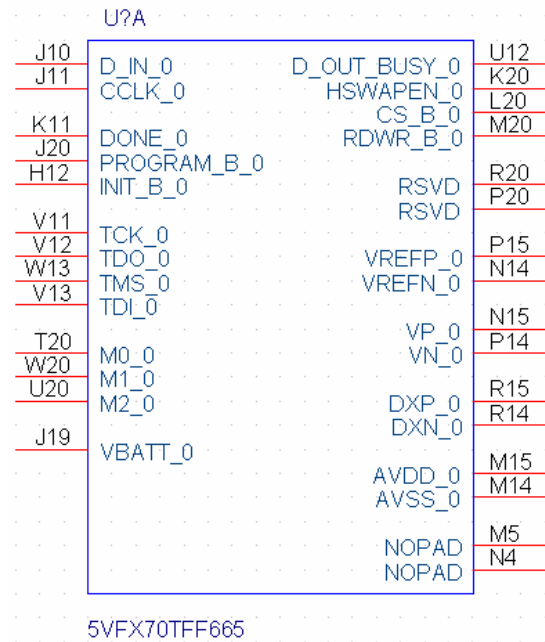 U?A
J10 D_IN_0 D_OUT_BUSY_0 U12
J11 CCLK_0 HSWAPEN_0 K20
CS_B_0 L20
K11 DONE_0 RDWR_B_0 M20
J20 PROGRAM_B_0
H12 INIT_B_0 RSVD R20
RSVD P20
V11 TCK_0
V12 TDO_0 VREFP_0 P15
W13 TMS_0 VREFN_0 N14
V13 TDI_0
VP_0 N15
T20 M0_0 VN_0 P14
W20 M1_0
U20 M2_0 DXP_0 R15
DXN_0 R14
J19 VBATT_0
AVDD_0 M15
AVSS_0 M14
NOPAD M5
NOPAD N4
5VFX70TFF665